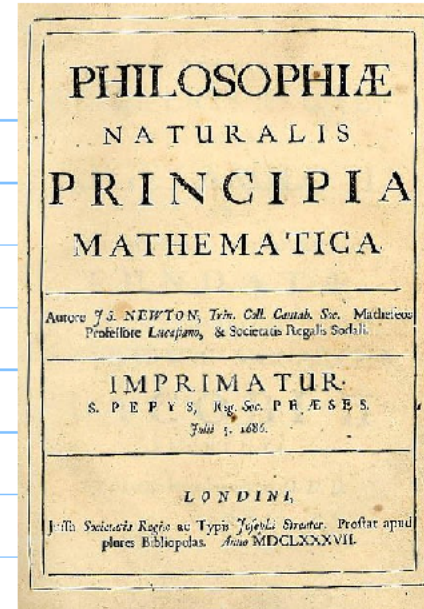 PHILOSOPHIÆ
NATURALIS
PRINCIPIA
MATHEMATICA
Autore JS. NEWTON, Trin. Coll. Cantab. Soc. Matheseos
Professore Lucasiano, & Societatis Regalis Sodali.
IMPRIMATUR.
S. PEPYS, Reg. Soc. PRÆSES.
Julii 5. 1686.
LONDINI,
Jussu Societatis Regiæ ac Typis Josephi Streater. Prostat apud
plures Bibliopolas. Anno MDCLXXXVII.